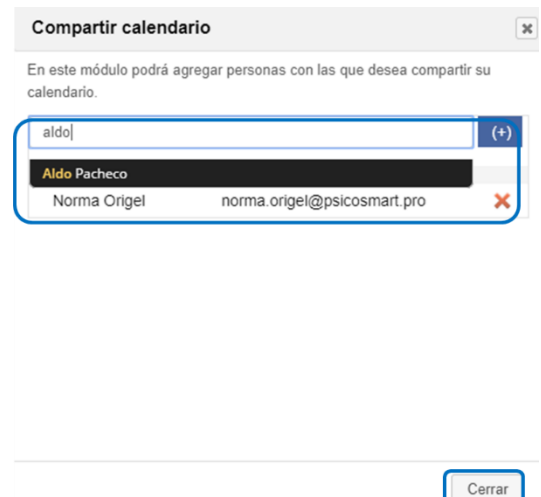 Compartir calendario
En este módulo podrá agregar personas con las que desea compartir su
calendario.
aldo
(+)
Aldo Pacheco
Norma Origel norma.origel@psicosmart.pro
Cerrar